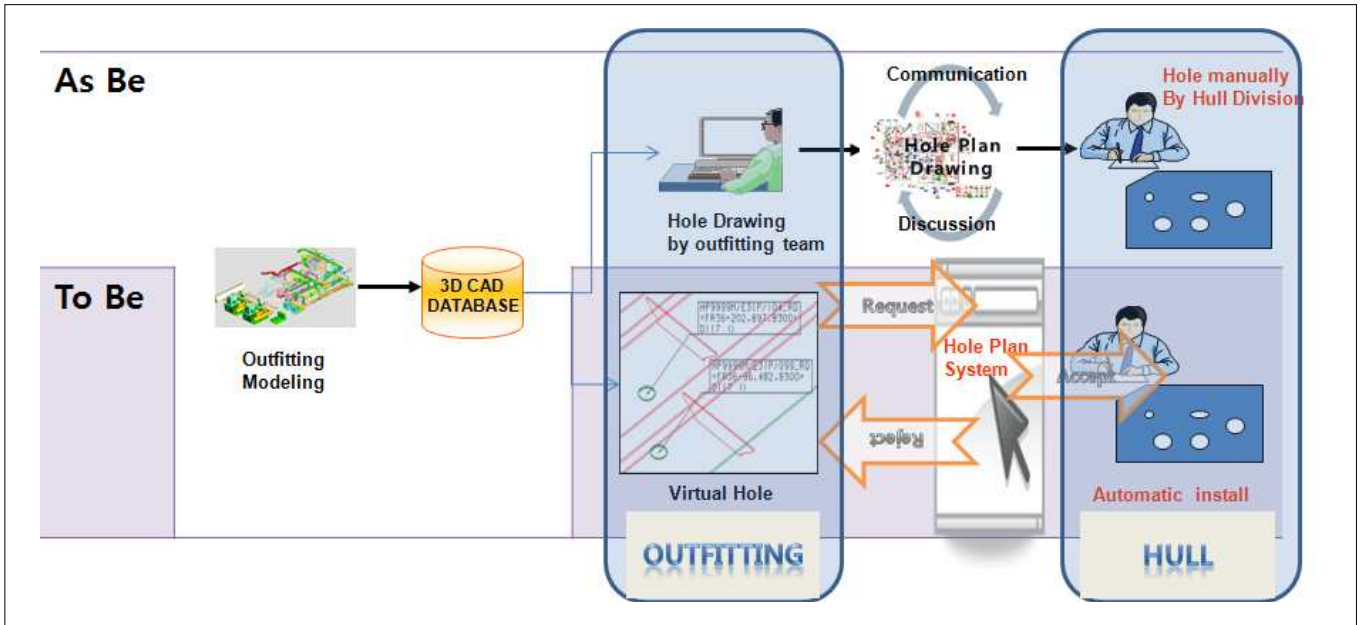 As Be
Communication
Hole Plan
Drawing
Discussion
Hole manually
By Hull Division
Hole Drawing
by outfitting team
To Be
Outfitting
Modeling
3D CAD
DATABASE
Request
Hole Plan
System
Accept
Reject
Virtual Hole
Automatic install
OUTFITTING
HULL